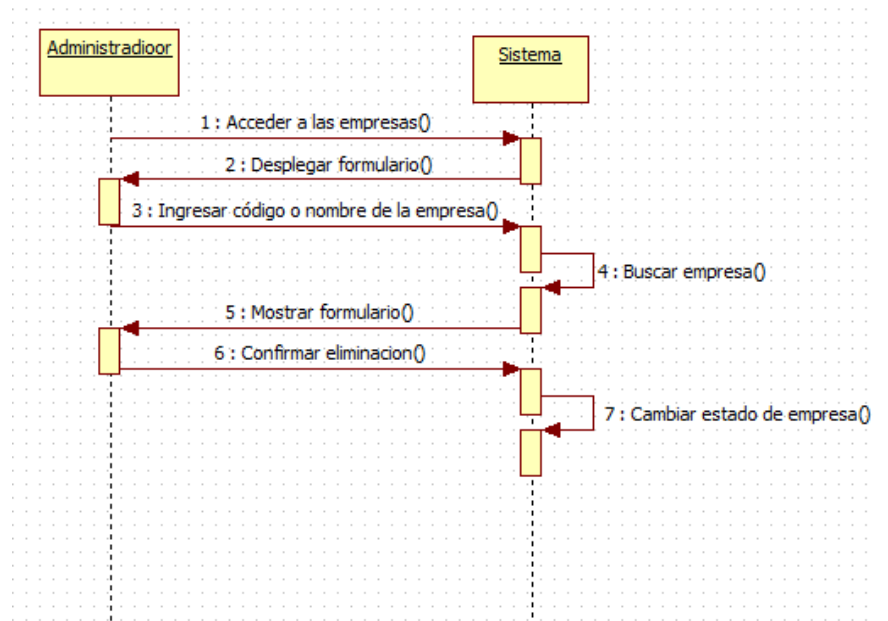 Administradioor
Sistema
1 : Acceder a las empresas()
2 : Desplegar formulario()
3 : Ingresar código o nombre de la empresa()
4 : Buscar empresa()
5 : Mostrar formulario()
6 : Confirmar eliminacion()
7 : Cambiar estado de empresa()